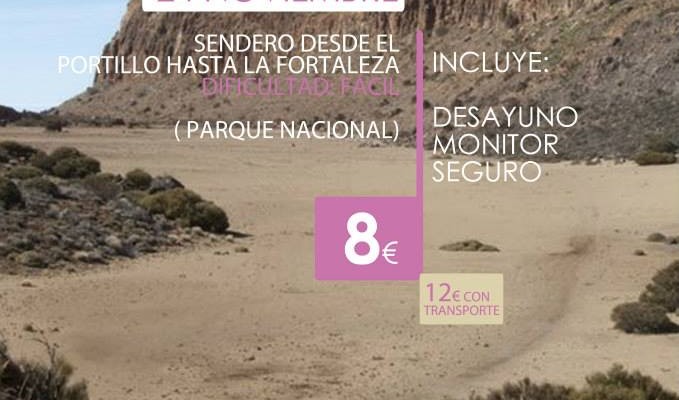 SENDERO DESDE EL
PORTILLO HASTA LA FORTALEZA
DIFICULTAD: FÁCIL
( PARQUE NACIONAL)
INCLUYE:
DESAYUNO
MONITOR
SEGURO
8€
12€ CON
TRANSPORTE